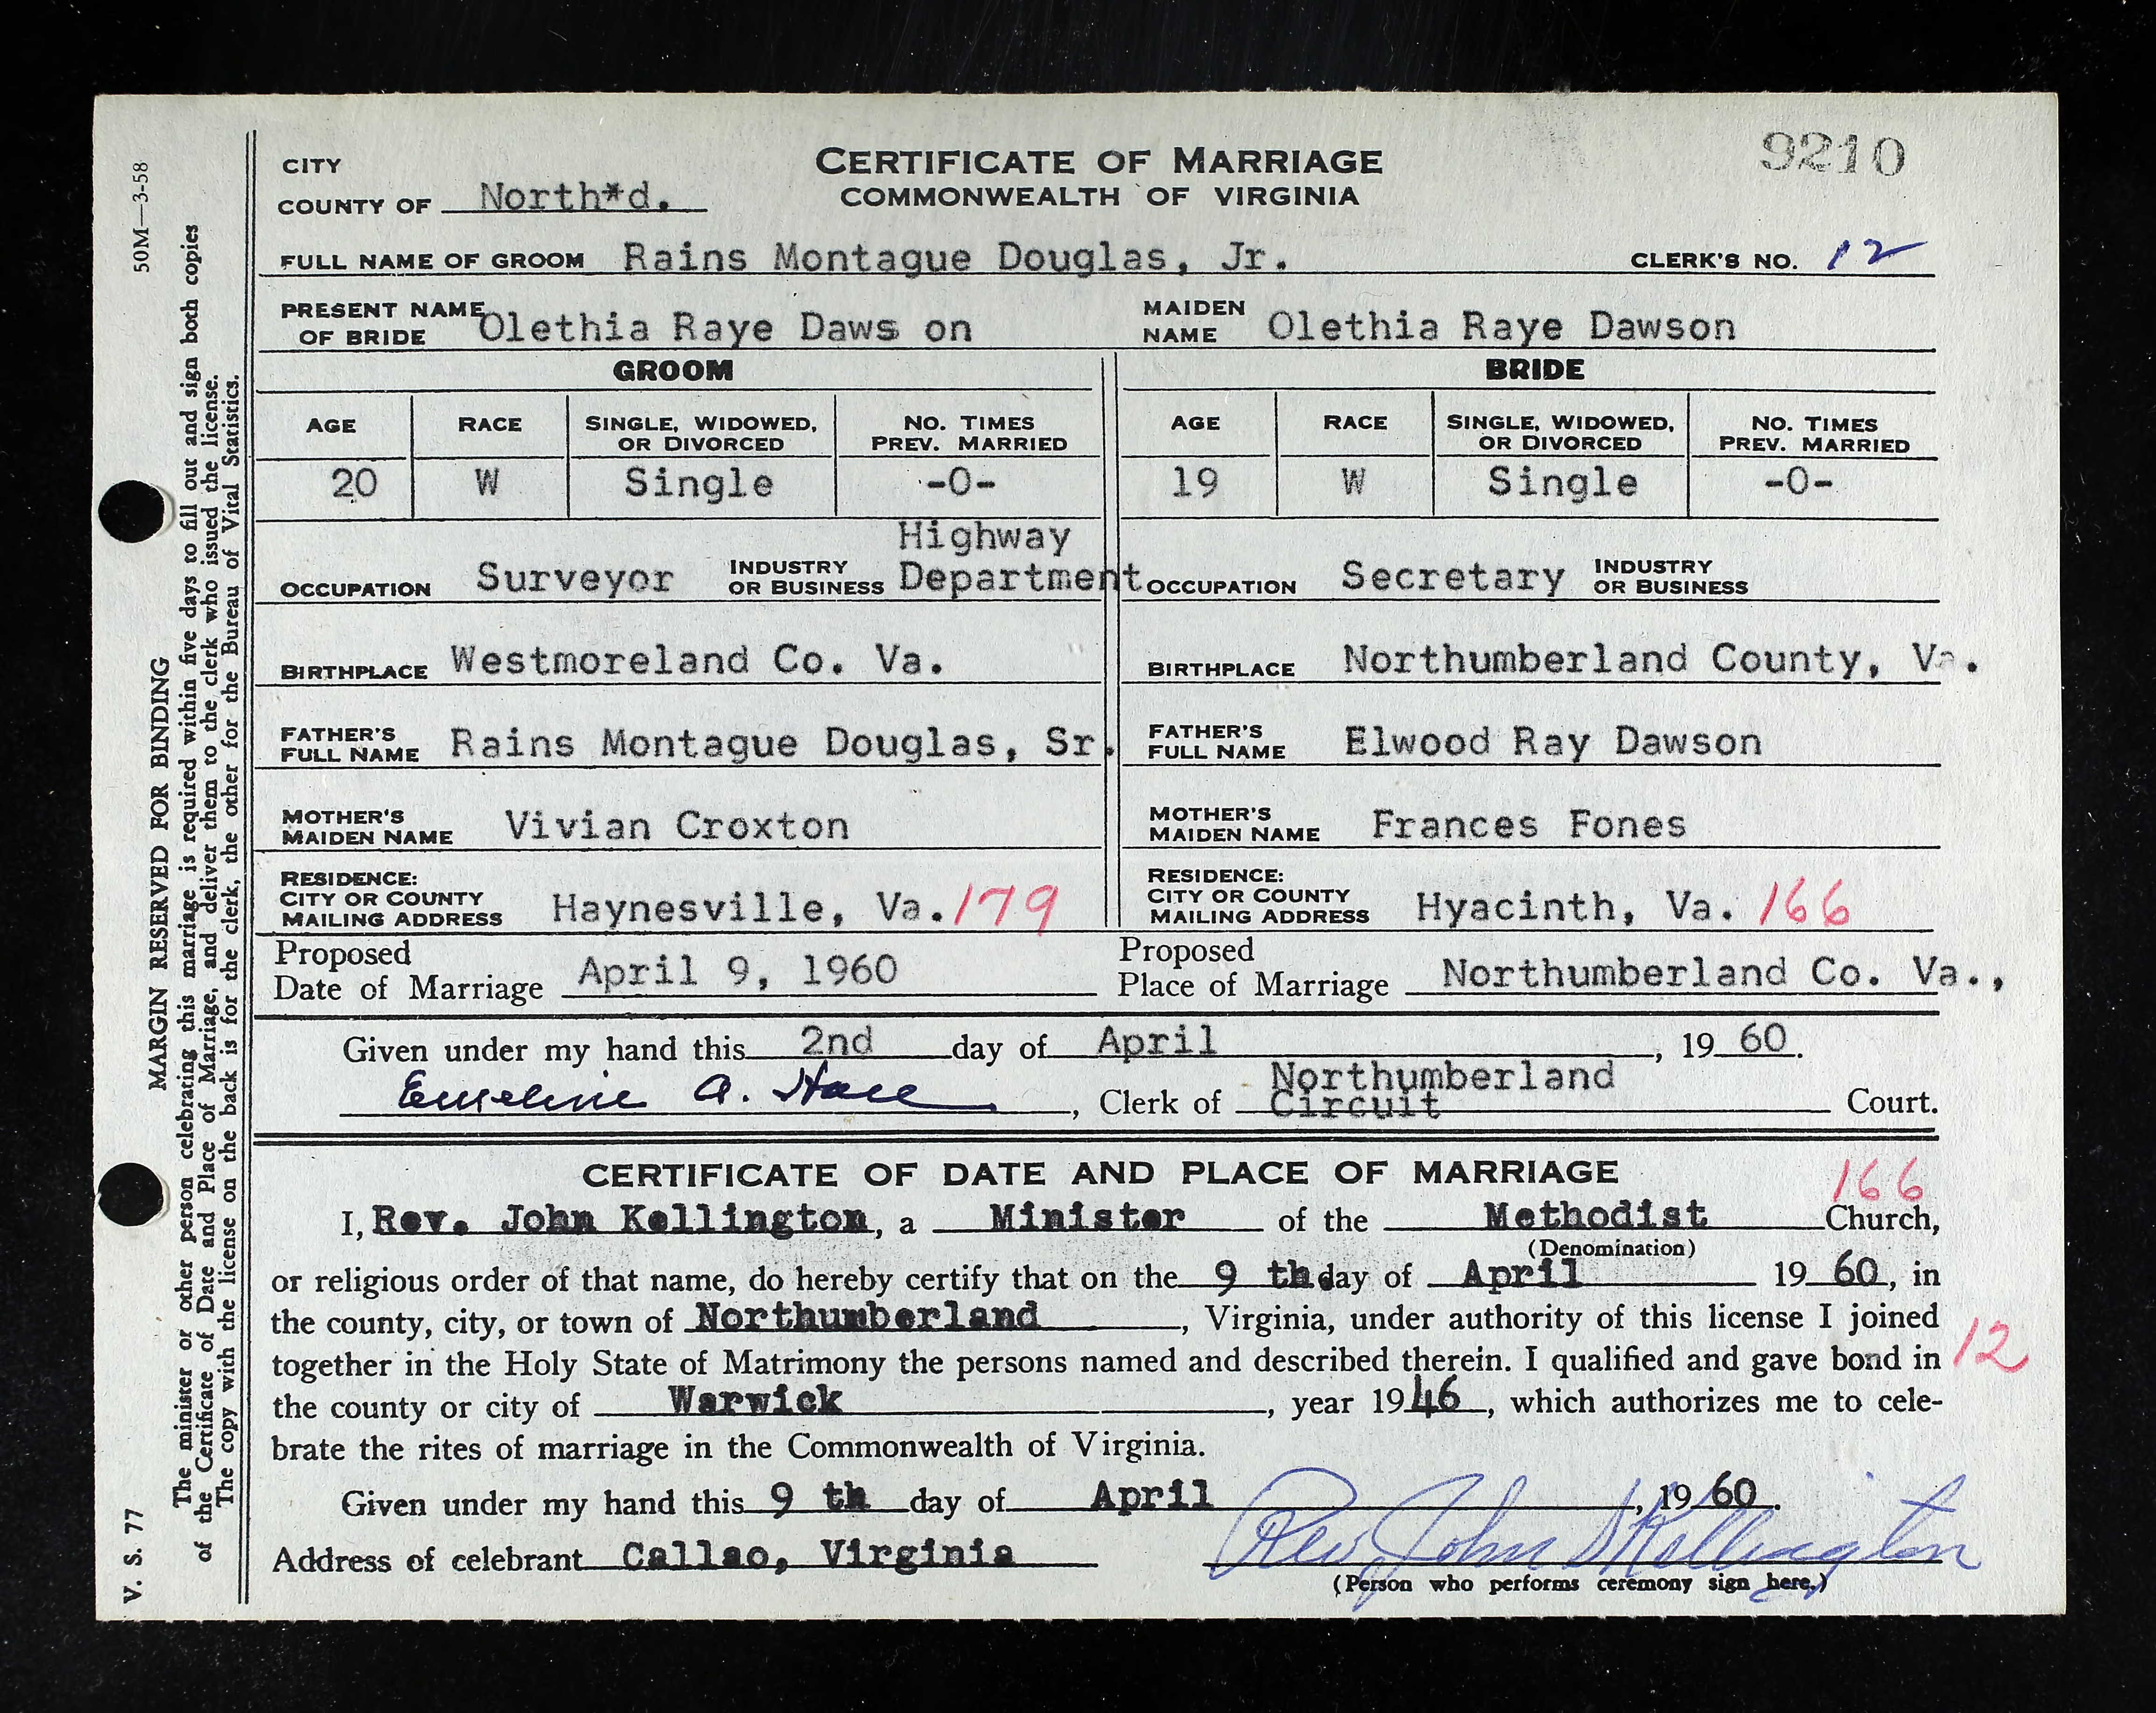 CERTIFICATE OF MARRIAGE
COMMONWEALTH OF VIRGINIA
9210
CITY
COUNTY OF North*d.
FULL NAME OF GROOM Rains Montague Douglas, Jr. CLERK'S NO. 12
PRESENT NAME OF BRIDE Olethia Raye Daws on MAIDEN NAME Olethia Raye Dawson
GROOM BRIDE
AGE RACE SINGLE, WIDOWED, OR DIVORCED NO. TIMES PREV. MARRIED AGE RACE SINGLE, WIDOWED, OR DIVORCED NO. TIMES PREV. MARRIED
20 W Single -0- 19 W Single -0-
OCCUPATION Surveyor INDUSTRY OR BUSINESS Highway Department OCCUPATION Secretary INDUSTRY OR BUSINESS
BIRTHPLACE Westmoreland Co. Va. BIRTHPLACE Northumberland County, Va.
FATHER'S FULL NAME Rains Montague Douglas, Sr. FATHER'S FULL NAME Elwood Ray Dawson
MOTHER'S MAIDEN NAME Vivian Croxton MOTHER'S MAIDEN NAME Frances Fones
RESIDENCE: CITY OR COUNTY MAILING ADDRESS Haynesville, Va. 179 RESIDENCE: CITY OR COUNTY MAILING ADDRESS Hyacinth, Va. 166
Proposed Date of Marriage April 9, 1960 Proposed Place of Marriage Northumberland Co. Va.,
Given under my hand this 2nd day of April, 19 60.
Emeline A. Hall, Clerk of Northumberland Circuit Court.
CERTIFICATE OF DATE AND PLACE OF MARRIAGE 166
I, Rev. John Kellington, a Minister of the Methodist Church,
(Denomination)
or religious order of that name, do hereby certify that on the 9 th day of April 19 60, in
the county, city, or town of Northumberland, Virginia, under authority of this license I joined
together in the Holy State of Matrimony the persons named and described therein. I qualified and gave bond in 12
the county or city of Warwick, year 1946, which authorizes me to cele-
brate the rites of marriage in the Commonwealth of Virginia.
Given under my hand this 9 th day of April, 19 60.
Address of celebrant Callao, Virginia Rev. John S Kellington
(Person who performs ceremony sign here.)
V. S. 77 MARGIN RESERVED FOR BINDING 50M—3-58
The minister or other person celebrating this marriage is required within five days to fill out and sign both copies
of the Certificate of Date and Place of Marriage, and deliver them to the clerk who issued the license.
The copy with the license on the back is for the clerk, the other for the Bureau of Vital Statistics.